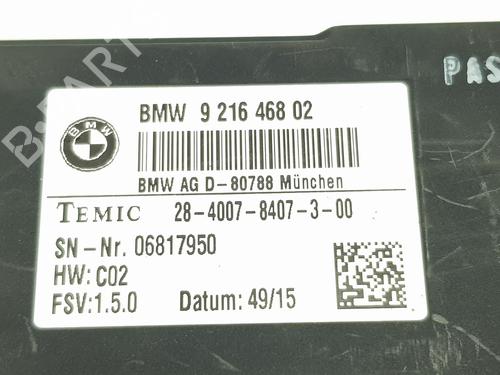 PAS
BMW 9 216 468 02
BMW AG D-80788 München
TEMIC 28-4007-8407-3-00
SN-Nr. 06817950
HW: C02
FSV:1.5.0 Datum: 49/15
B-PARTS